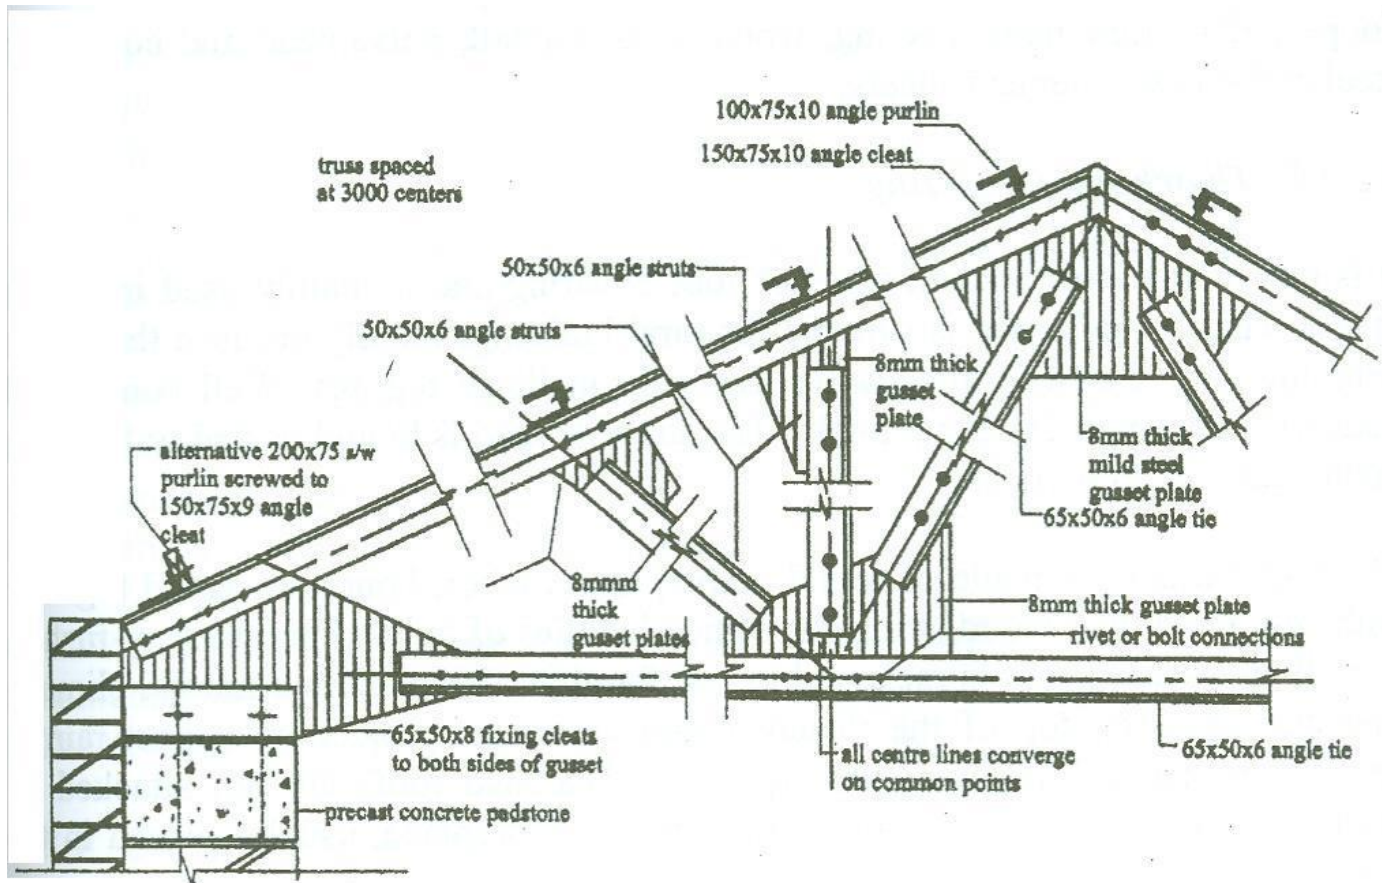 100x75x10 angle purlin
150x75x10 angle cleat
truss spaced
at 3000 centers
50x50x6 angle struts
50x50x6 angle struts
8mm thick
gusset
plate
alternative 200x75 s/w
purlin screwed to
150x75x9 angle
cleat
8mm thick
mild steel
gusset plate
65x50x6 angle tie
8mmm
thick
gusset plates
8mm thick gusset plate
rivet or bolt connections
65x50x8 fixing cleats
to both sides of gusset
all centre lines converge
on common points
65x50x6 angle tie
precast concrete padstone